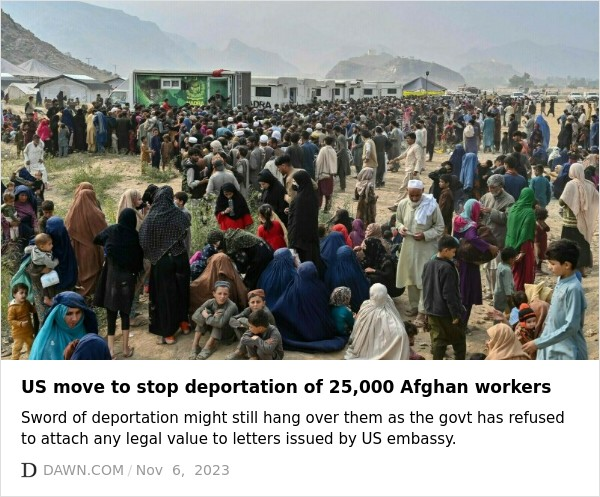 DRA
US move to stop deportation of 25,000 Afghan workers
Sword of deportation might still hang over them as the govt has refused
to attach any legal value to letters issued by US embassy.
D DAWN.COM / Nov 6, 2023